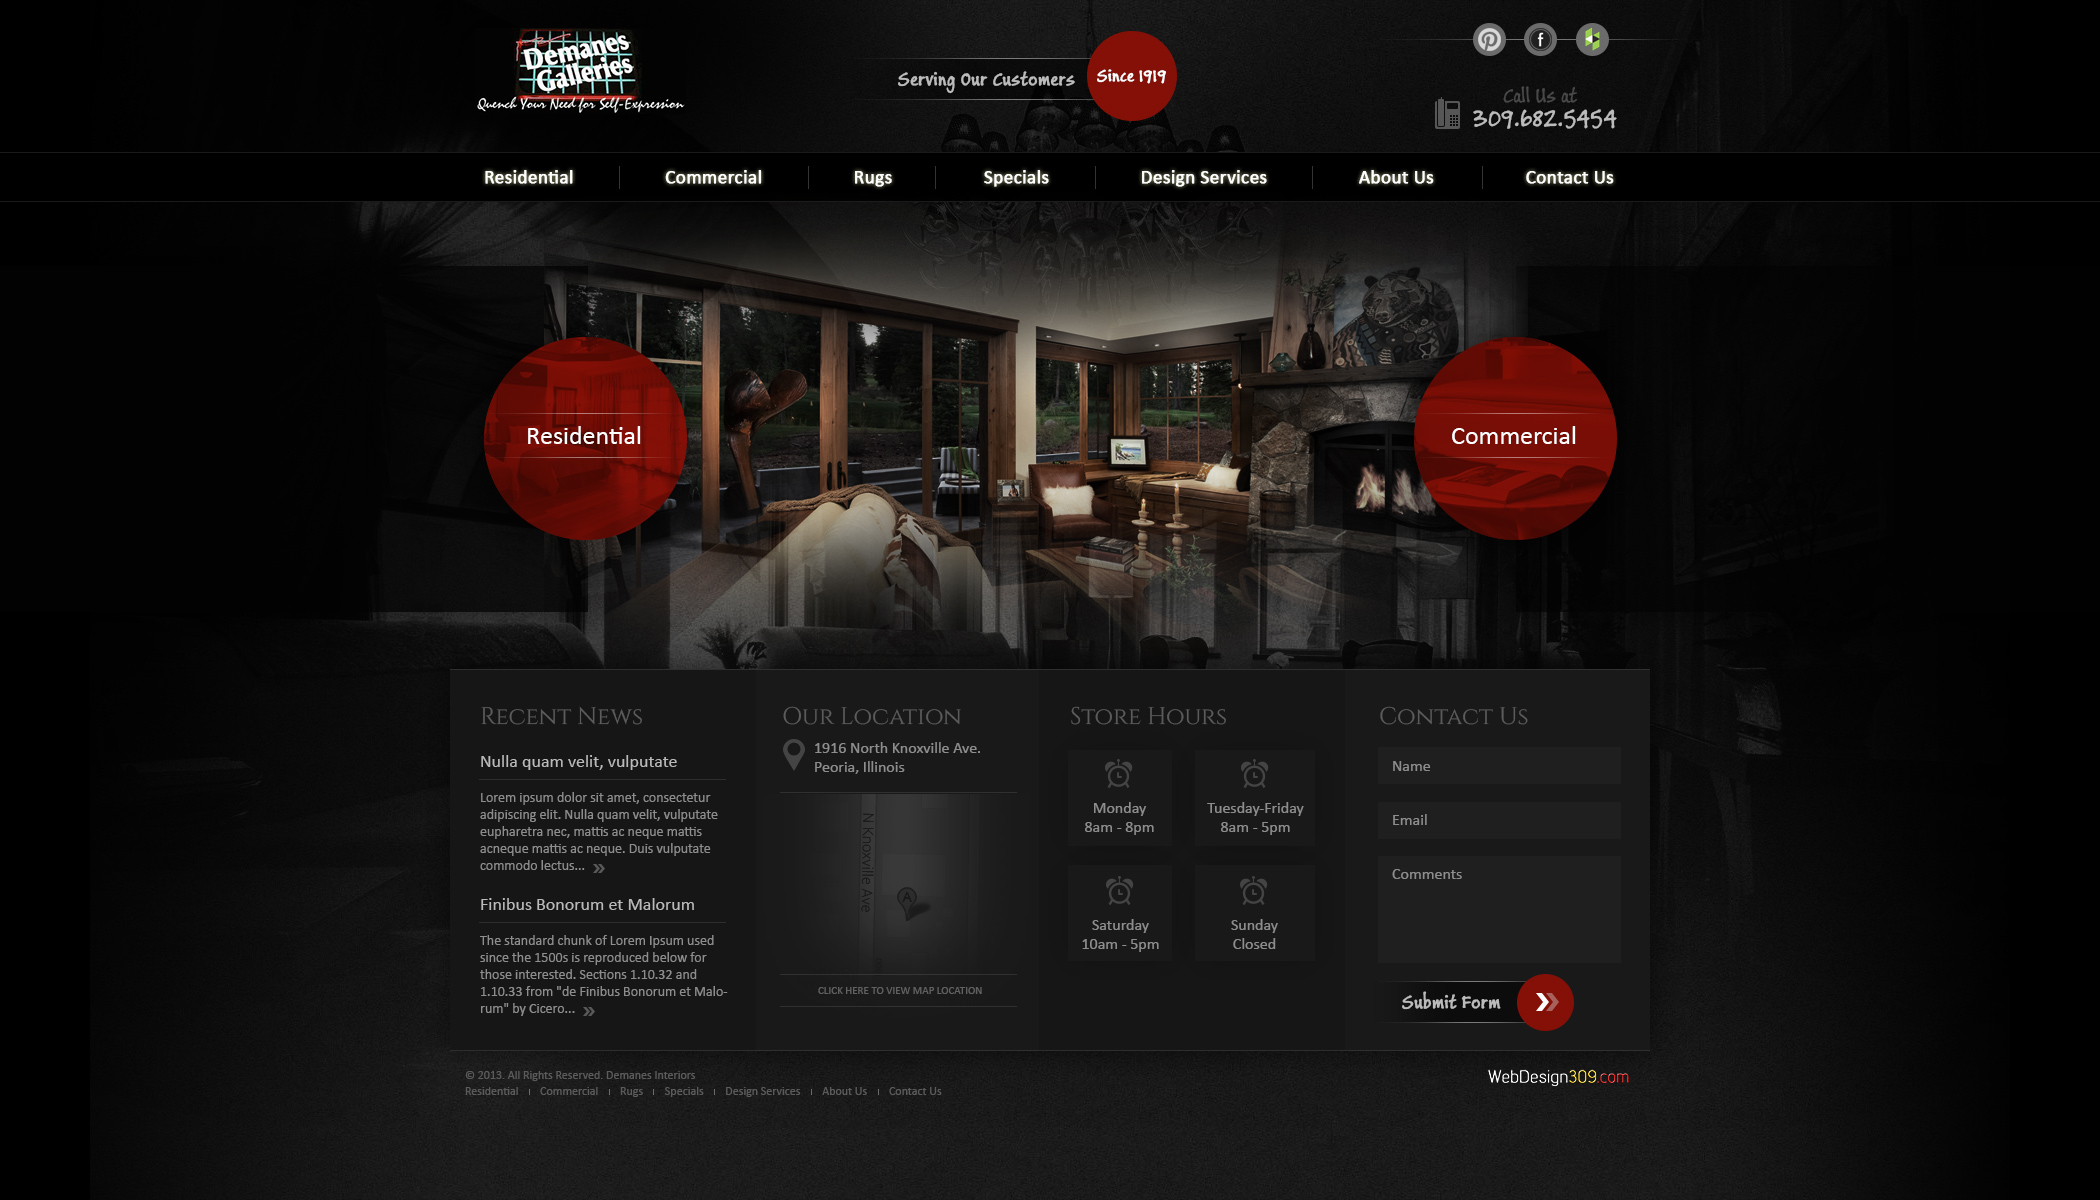 Demanes
Galleries
Quench Your Need for Self-Expression
Serving Our Customers
Since 1919
Call Us at
309.682.5454
Residential
Commercial
Rugs
Specials
Design Services
About Us
Contact Us
Residential
Commercial
Recent News
Nulla quam velit, vulputate
Lorem ipsum dolor sit amet, consectetur
adipiscing elit. Nulla quam velit, vulputate
eupharetra nec, mattis ac neque mattis
acneque mattis ac neque. Duis vulputate
commodo lectus...
Finibus Bonorum et Malorum
The standard chunk of Lorem Ipsum used
since the 1500s is reproduced below for
those interested. Sections 1.10.32 and
1.10.33 from "de Finibus Bonorum et Malo-
rum" by Cicero...
Our Location
1916 North Knoxville Ave.
Peoria, Illinois
N Knoxville Ave
A
CLICK HERE TO VIEW MAP LOCATION
Store Hours
Monday
8am - 8pm
Tuesday-Friday
8am - 5pm
Saturday
10am - 5pm
Sunday
Closed
Contact Us
Name
Email
Comments
Submit Form
© 2013. All Rights Reserved. Demanes Interiors
Residential
Commercial
Rugs
Specials
Design Services
About Us
Contact Us
WebDesign309.com